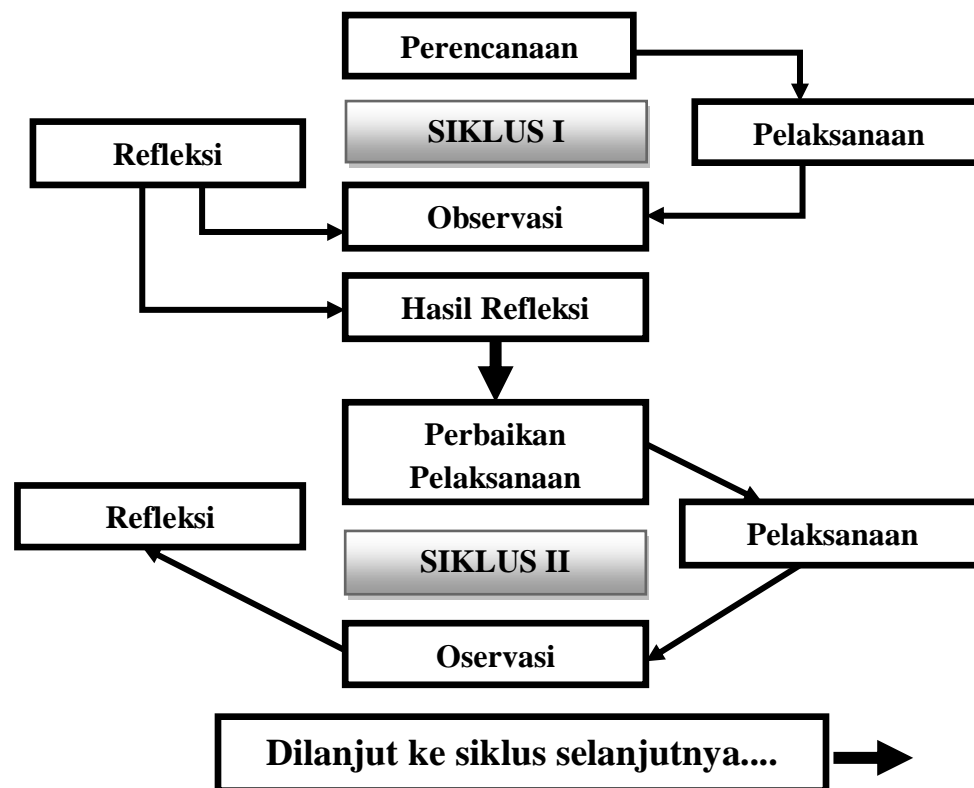 Perencanaan
SIKLUS I
Pelaksanaan
Refleksi
Observasi
Hasil Refleksi
Perbaikan
Pelaksanaan
Refleksi
Pelaksanaan
SIKLUS II
Oservasi
Dilanjut ke siklus selanjutnya....